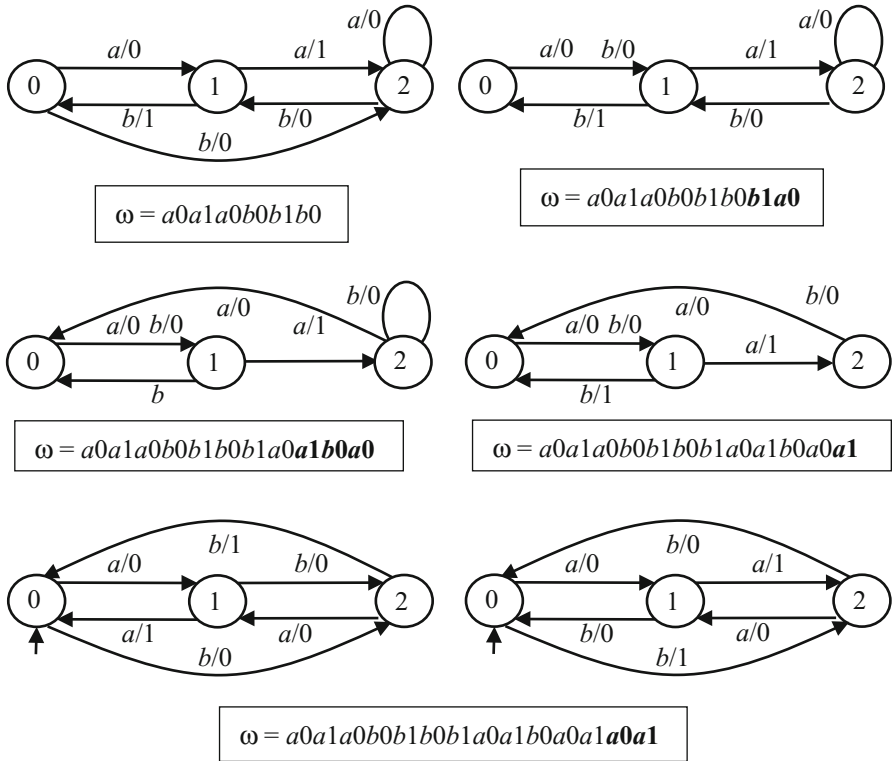 a/0 a/1 a/0
0 1 2
b/1 b/0
b/0
ω = a0a1a0b0b1b0
a/0 b/0 a/1 a/0
0 1 2
b/1 b/0
ω = a0a1a0b0b1b0b1a0
a/0 b/0
a/0 b/0 a/1
0 1 2
b
ω = a0a1a0b0b1b0b1a0a1b0a0
a/0 b/0
a/0 b/0 a/1
0 1 2
b/1
ω = a0a1a0b0b1b0b1a0a1b0a0a1
b/1
a/0 b/0
0 1 2
a/1 a/0
b/0
b/0
a/0 a/1
0 1 2
b/0 a/0
b/1
ω = a0a1a0b0b1b0b1a0a1b0a0a1a0a1